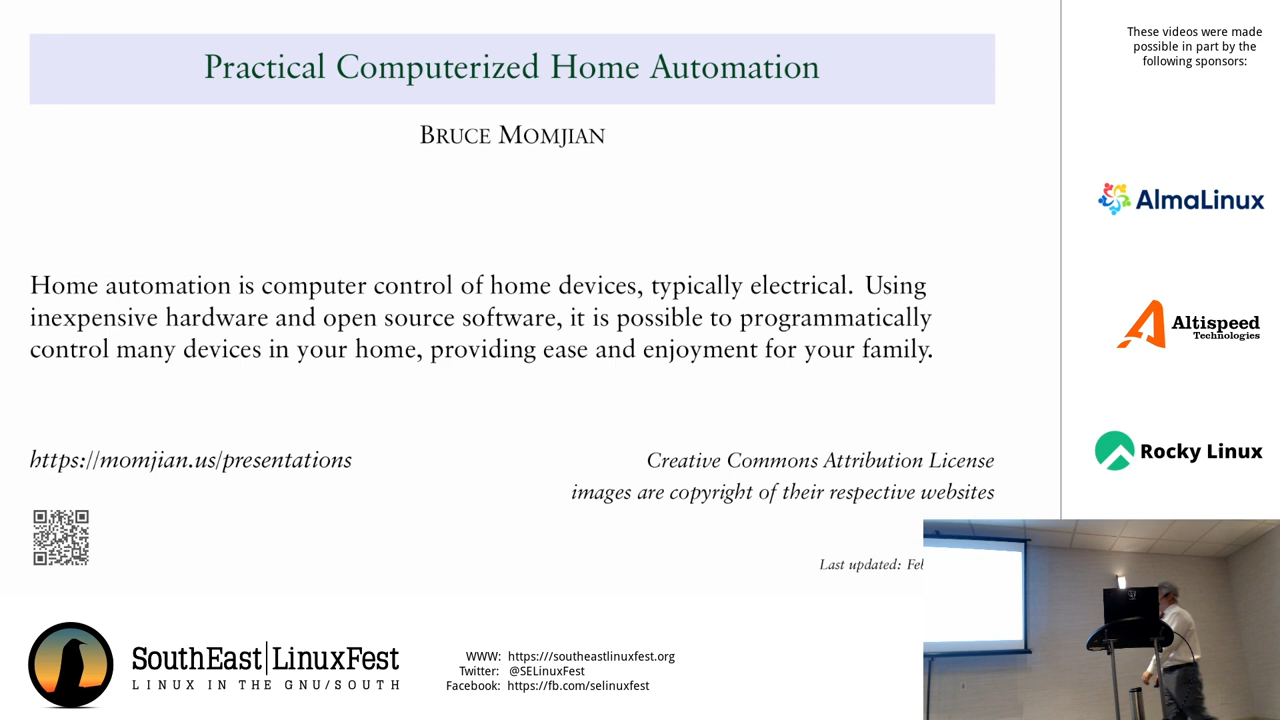 Practical Computerized Home Automation
BRUCE MOMJIAN
Home automation is computer control of home devices, typically electrical. Using
inexpensive hardware and open source software, it is possible to programmatically
control many devices in your home, providing ease and enjoyment for your family.
https://momjian.us/presentations
Creative Commons Attribution License
images are copyright of their respective websites
Last updated: Feb
These videos were made
possible in part by the
following sponsors:
AlmaLinux
Altispeed
Technologies
Rocky Linux
SouthEast|LinuxFest
LINUX IN THE GNU/SOUTH
WWW: https:///southeastlinuxfest.org
Twitter: @SELinuxFest
Facebook: https://fb.com/selinuxfest